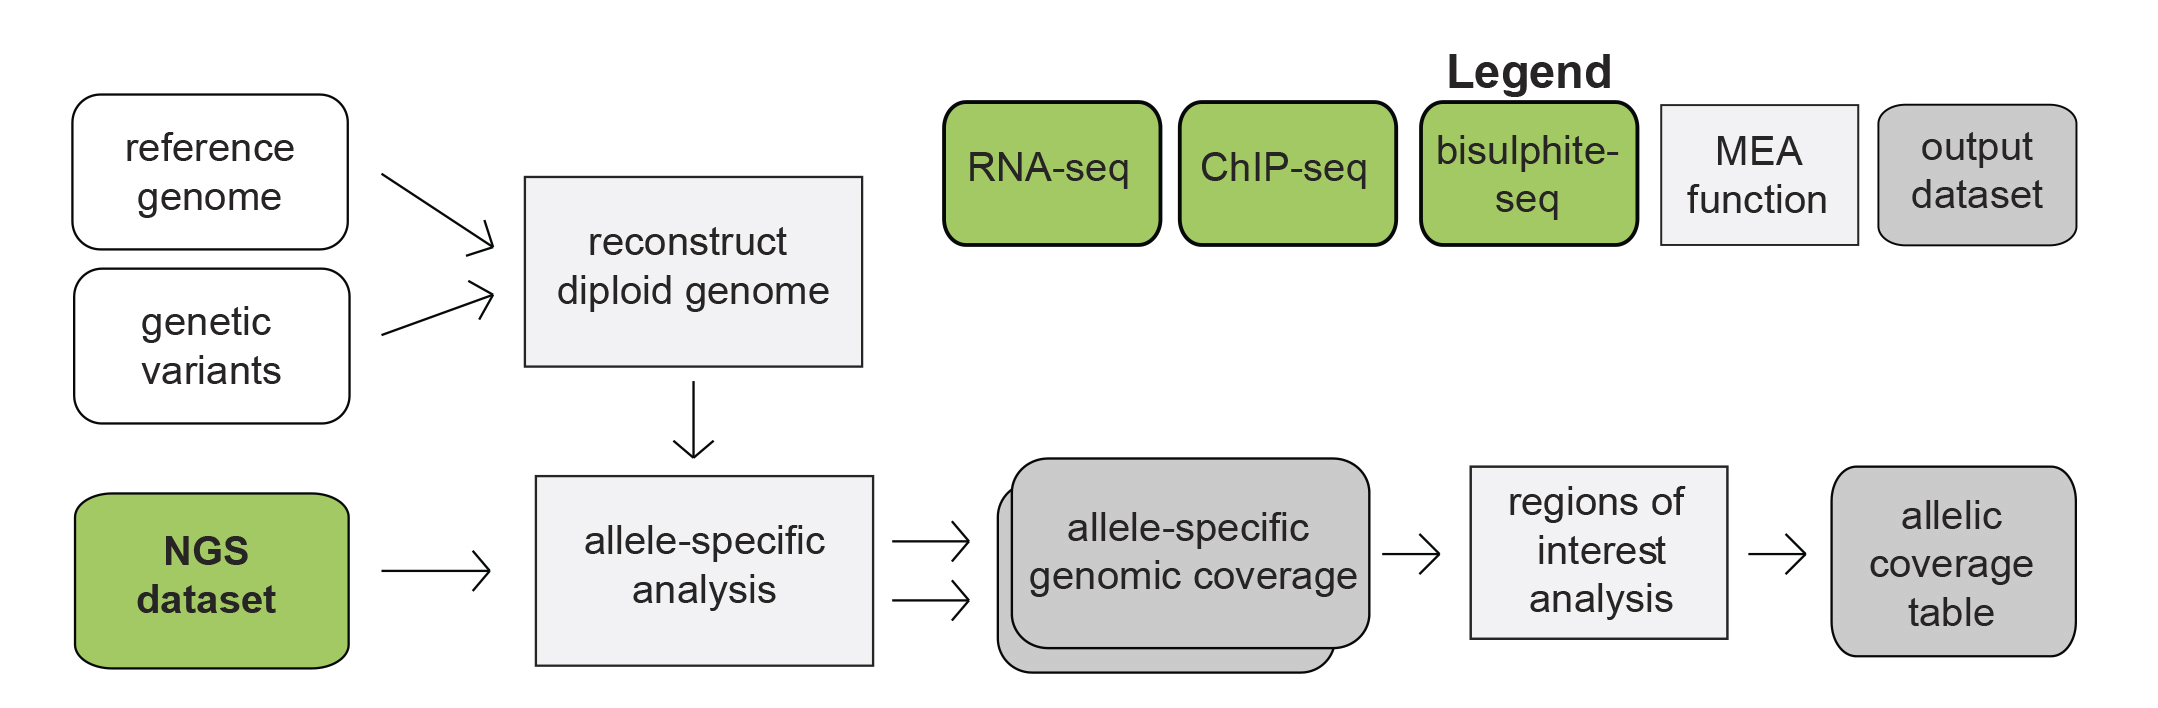 Legend
RNA-seq
ChIP-seq
bisulphite-
seq
MEA
function
output
dataset
reference
genome
genetic
variants
reconstruct
diploid genome
NGS
dataset
allele-specific
analysis
allele-specific
genomic coverage
regions of
interest
analysis
allelic
coverage
table